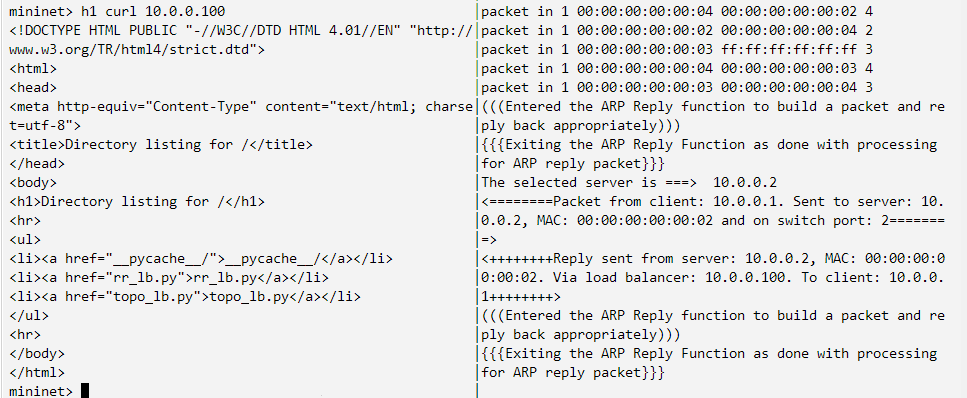 mininet> h1 curl 10.0.0.100
<!DOCTYPE HTML PUBLIC "-//W3C//DTD HTML 4.01//EN" "http://
www.w3.org/TR/html4/strict.dtd">
<html>
<head>
<meta http-equiv="Content-Type" content="text/html; charse
t=utf-8">
<title>Directory listing for /</title>
</head>
<body>
<h1>Directory listing for /</h1>
<hr>
<ul>
<li><a href="__pycache__/">__pycache__/</a></li>
<li><a href="rr_lb.py">rr_lb.py</a></li>
<li><a href="topo_lb.py">topo_lb.py</a></li>
</ul>
<hr>
</body>
</html>
mininet>
packet in 1 00:00:00:00:00:04 00:00:00:00:00:02 4
packet in 1 00:00:00:00:00:02 00:00:00:00:00:04 2
packet in 1 00:00:00:00:00:03 ff:ff:ff:ff:ff:ff 3
packet in 1 00:00:00:00:00:04 00:00:00:00:00:03 4
packet in 1 00:00:00:00:00:03 00:00:00:00:00:04 3
(((Entered the ARP Reply function to build a packet and re
ply back appropriately)))
{{{Exiting the ARP Reply Function as done with processing
for ARP reply packet}}}
The selected server is ===>  10.0.0.2
<========Packet from client: 10.0.0.1. Sent to server: 10.
0.0.2, MAC: 00:00:00:00:00:02 and on switch port: 2=======
=>
<++++++++Reply sent from server: 10.0.0.2, MAC: 00:00:00:0
0:00:02. Via load balancer: 10.0.0.100. To client: 10.0.0.
1++++++++>
(((Entered the ARP Reply function to build a packet and re
ply back appropriately)))
{{{Exiting the ARP Reply Function as done with processing
for ARP reply packet}}}